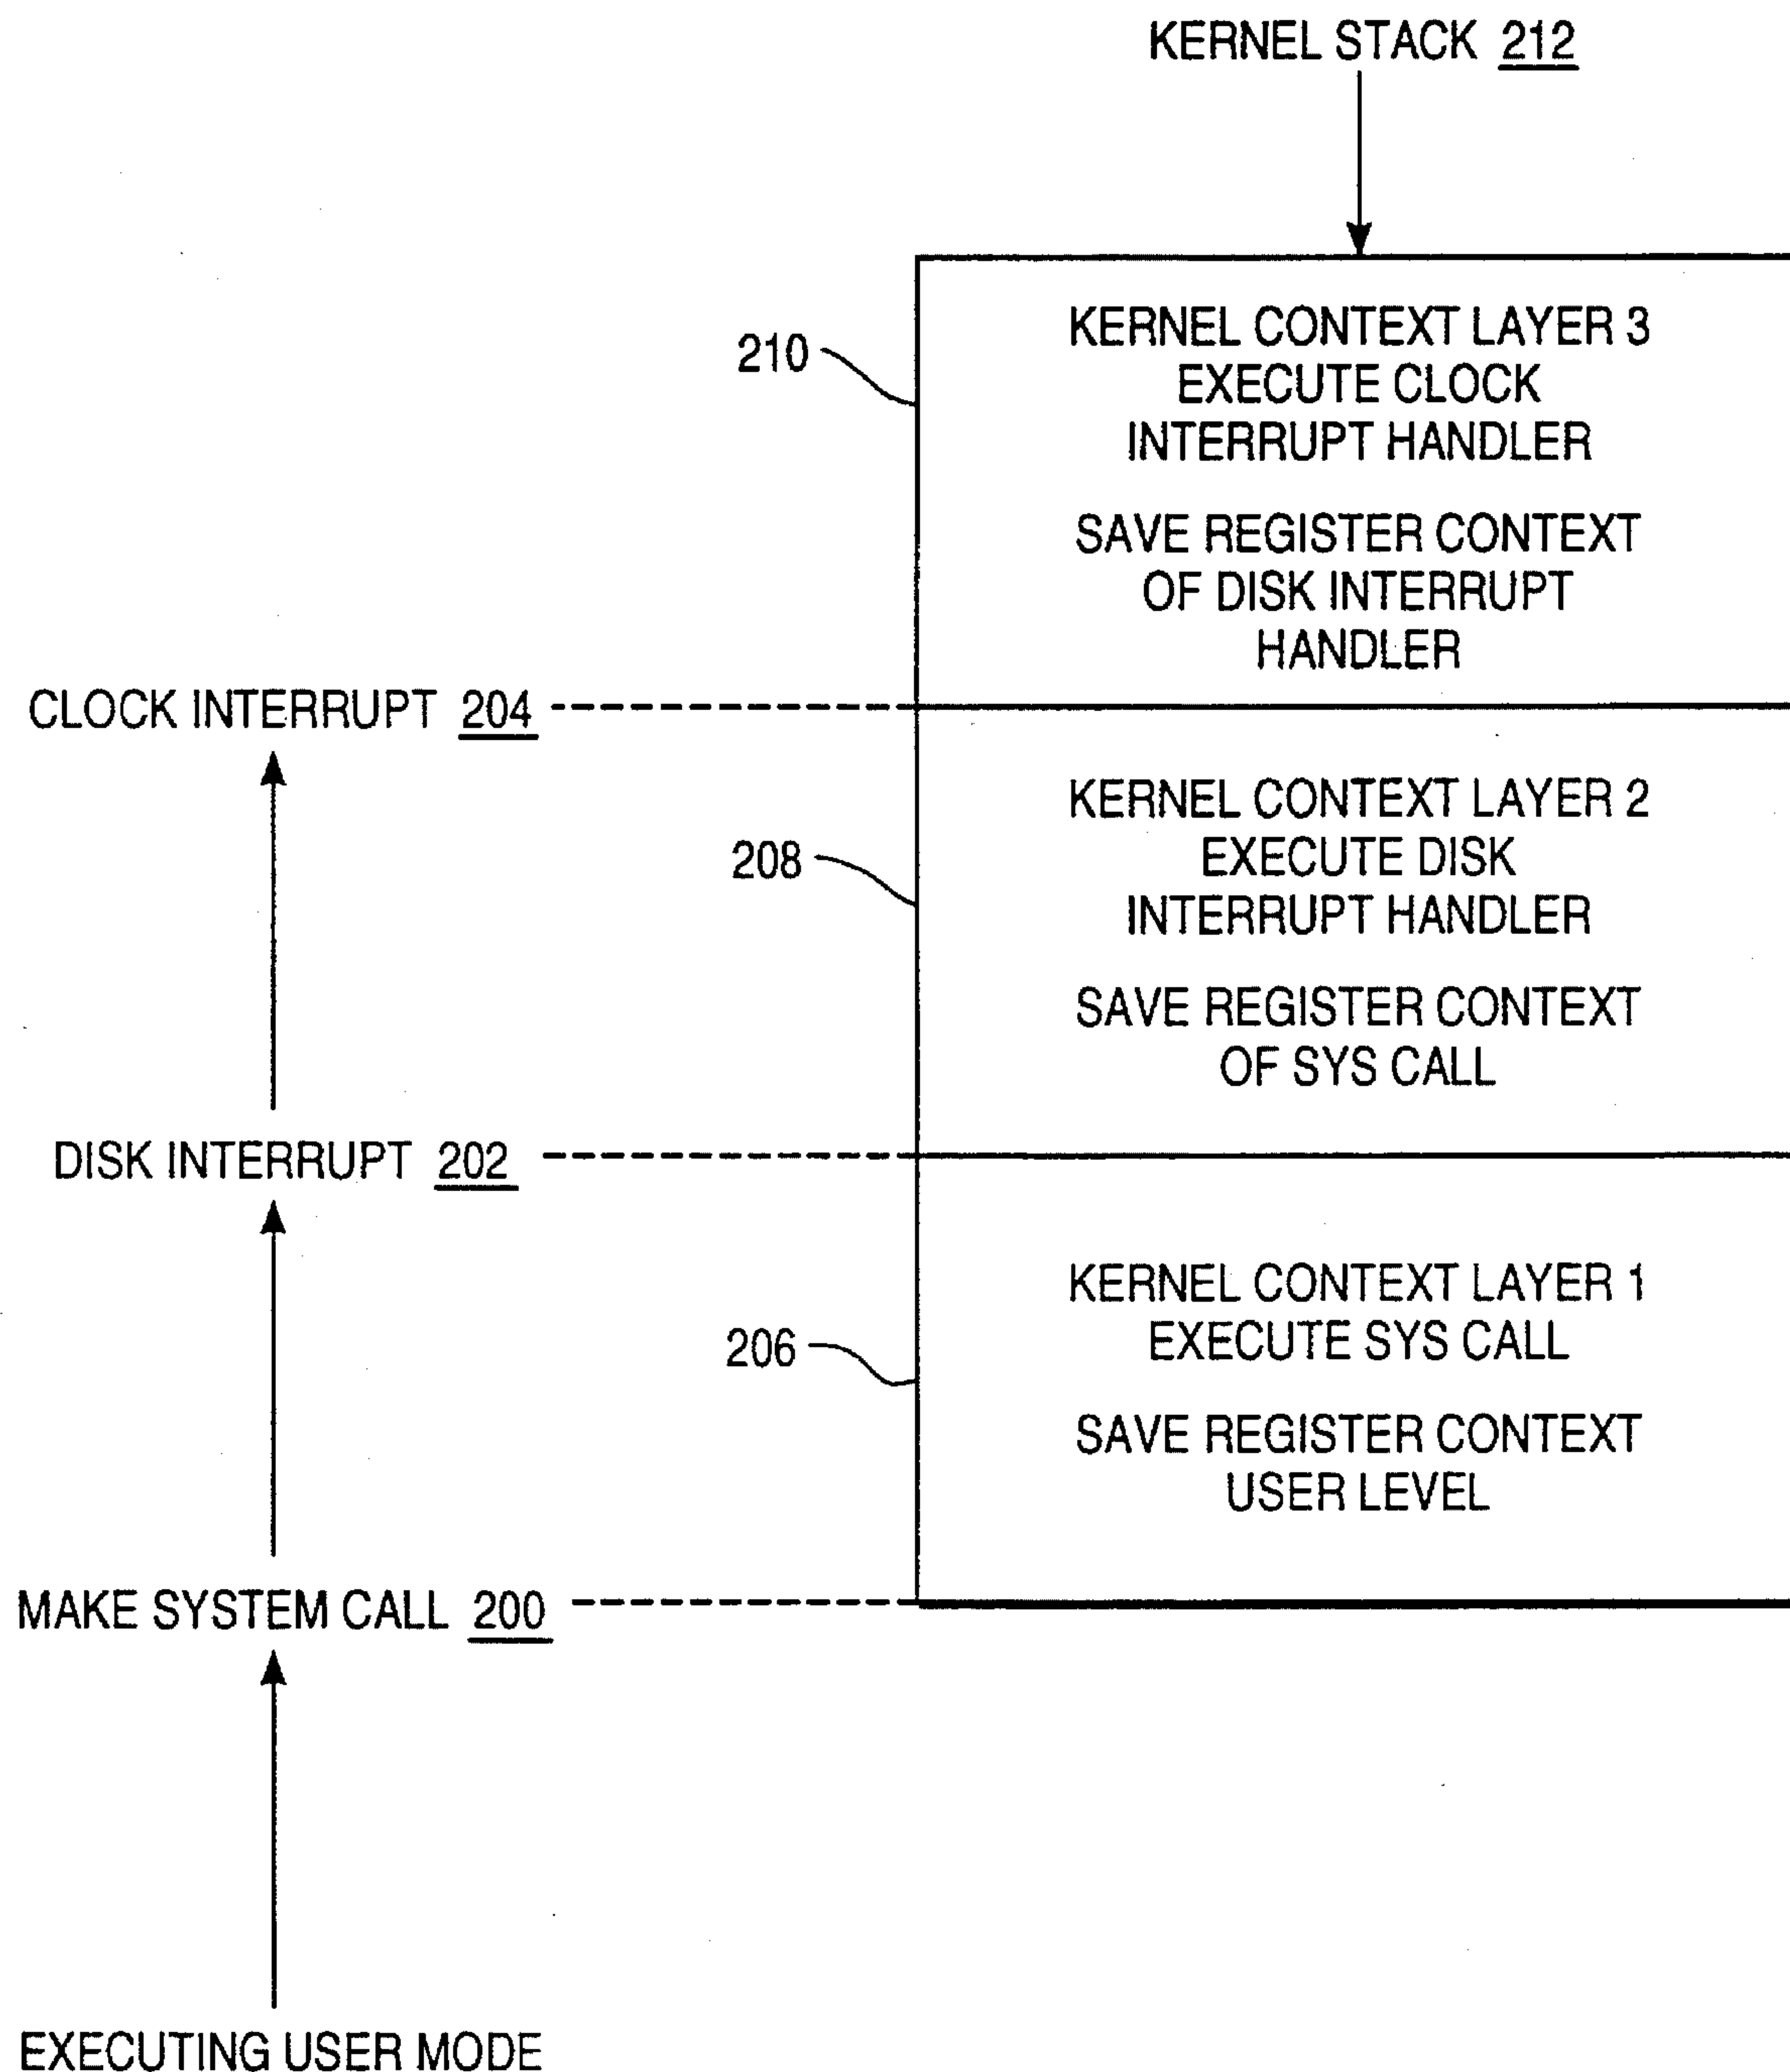 KERNEL STACK 212
KERNEL CONTEXT LAYER 3
EXECUTE CLOCK
INTERRUPT HANDLER
210
SAVE REGISTER CONTEXT
OF DISK INTERRUPT
HANDLER
CLOCK INTERRUPT 204
KERNEL CONTEXT LAYER 2
EXECUTE DISK
INTERRUPT HANDLER
208
SAVE REGISTER CONTEXT
OF SYS CALL
DISK INTERRUPT 202
KERNEL CONTEXT LAYER 1
EXECUTE SYS CALL
206
SAVE REGISTER CONTEXT
USER LEVEL
MAKE SYSTEM CALL 200
EXECUTING USER MODE